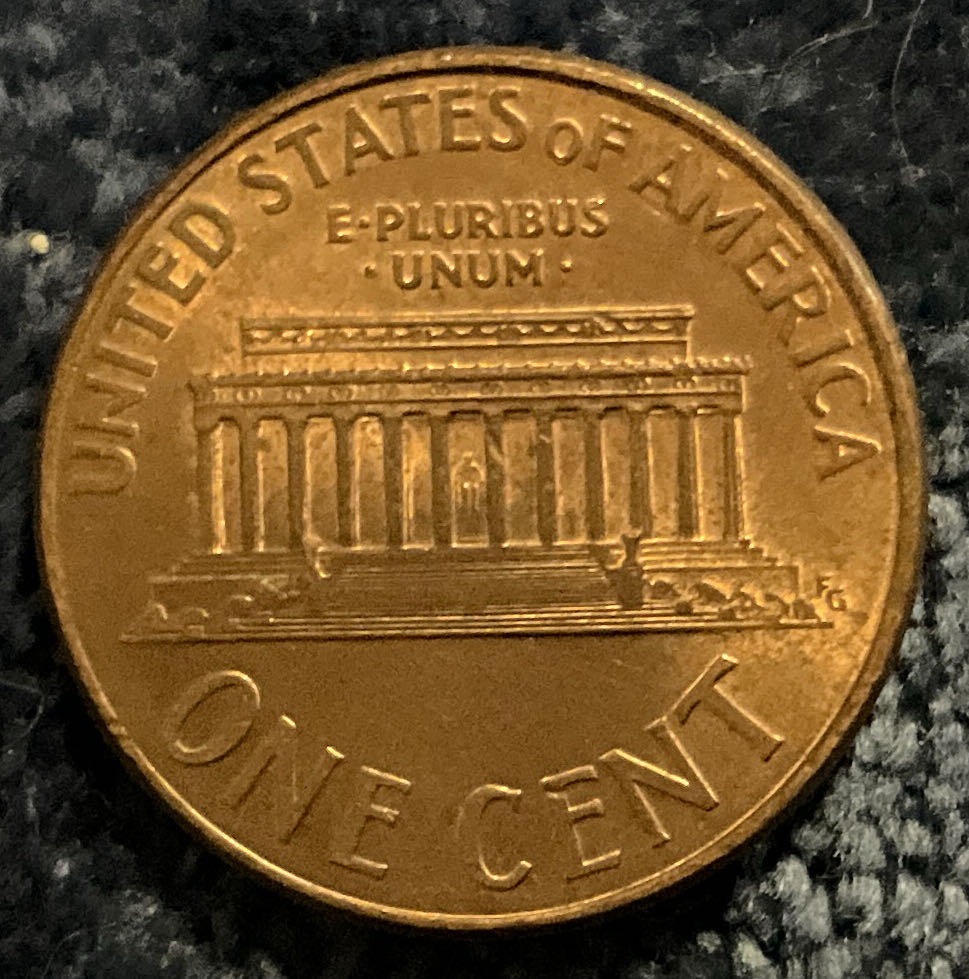 UNITED STATES OF AMERICA
E·PLURIBUS
·UNUM·
FG
ONE CENT